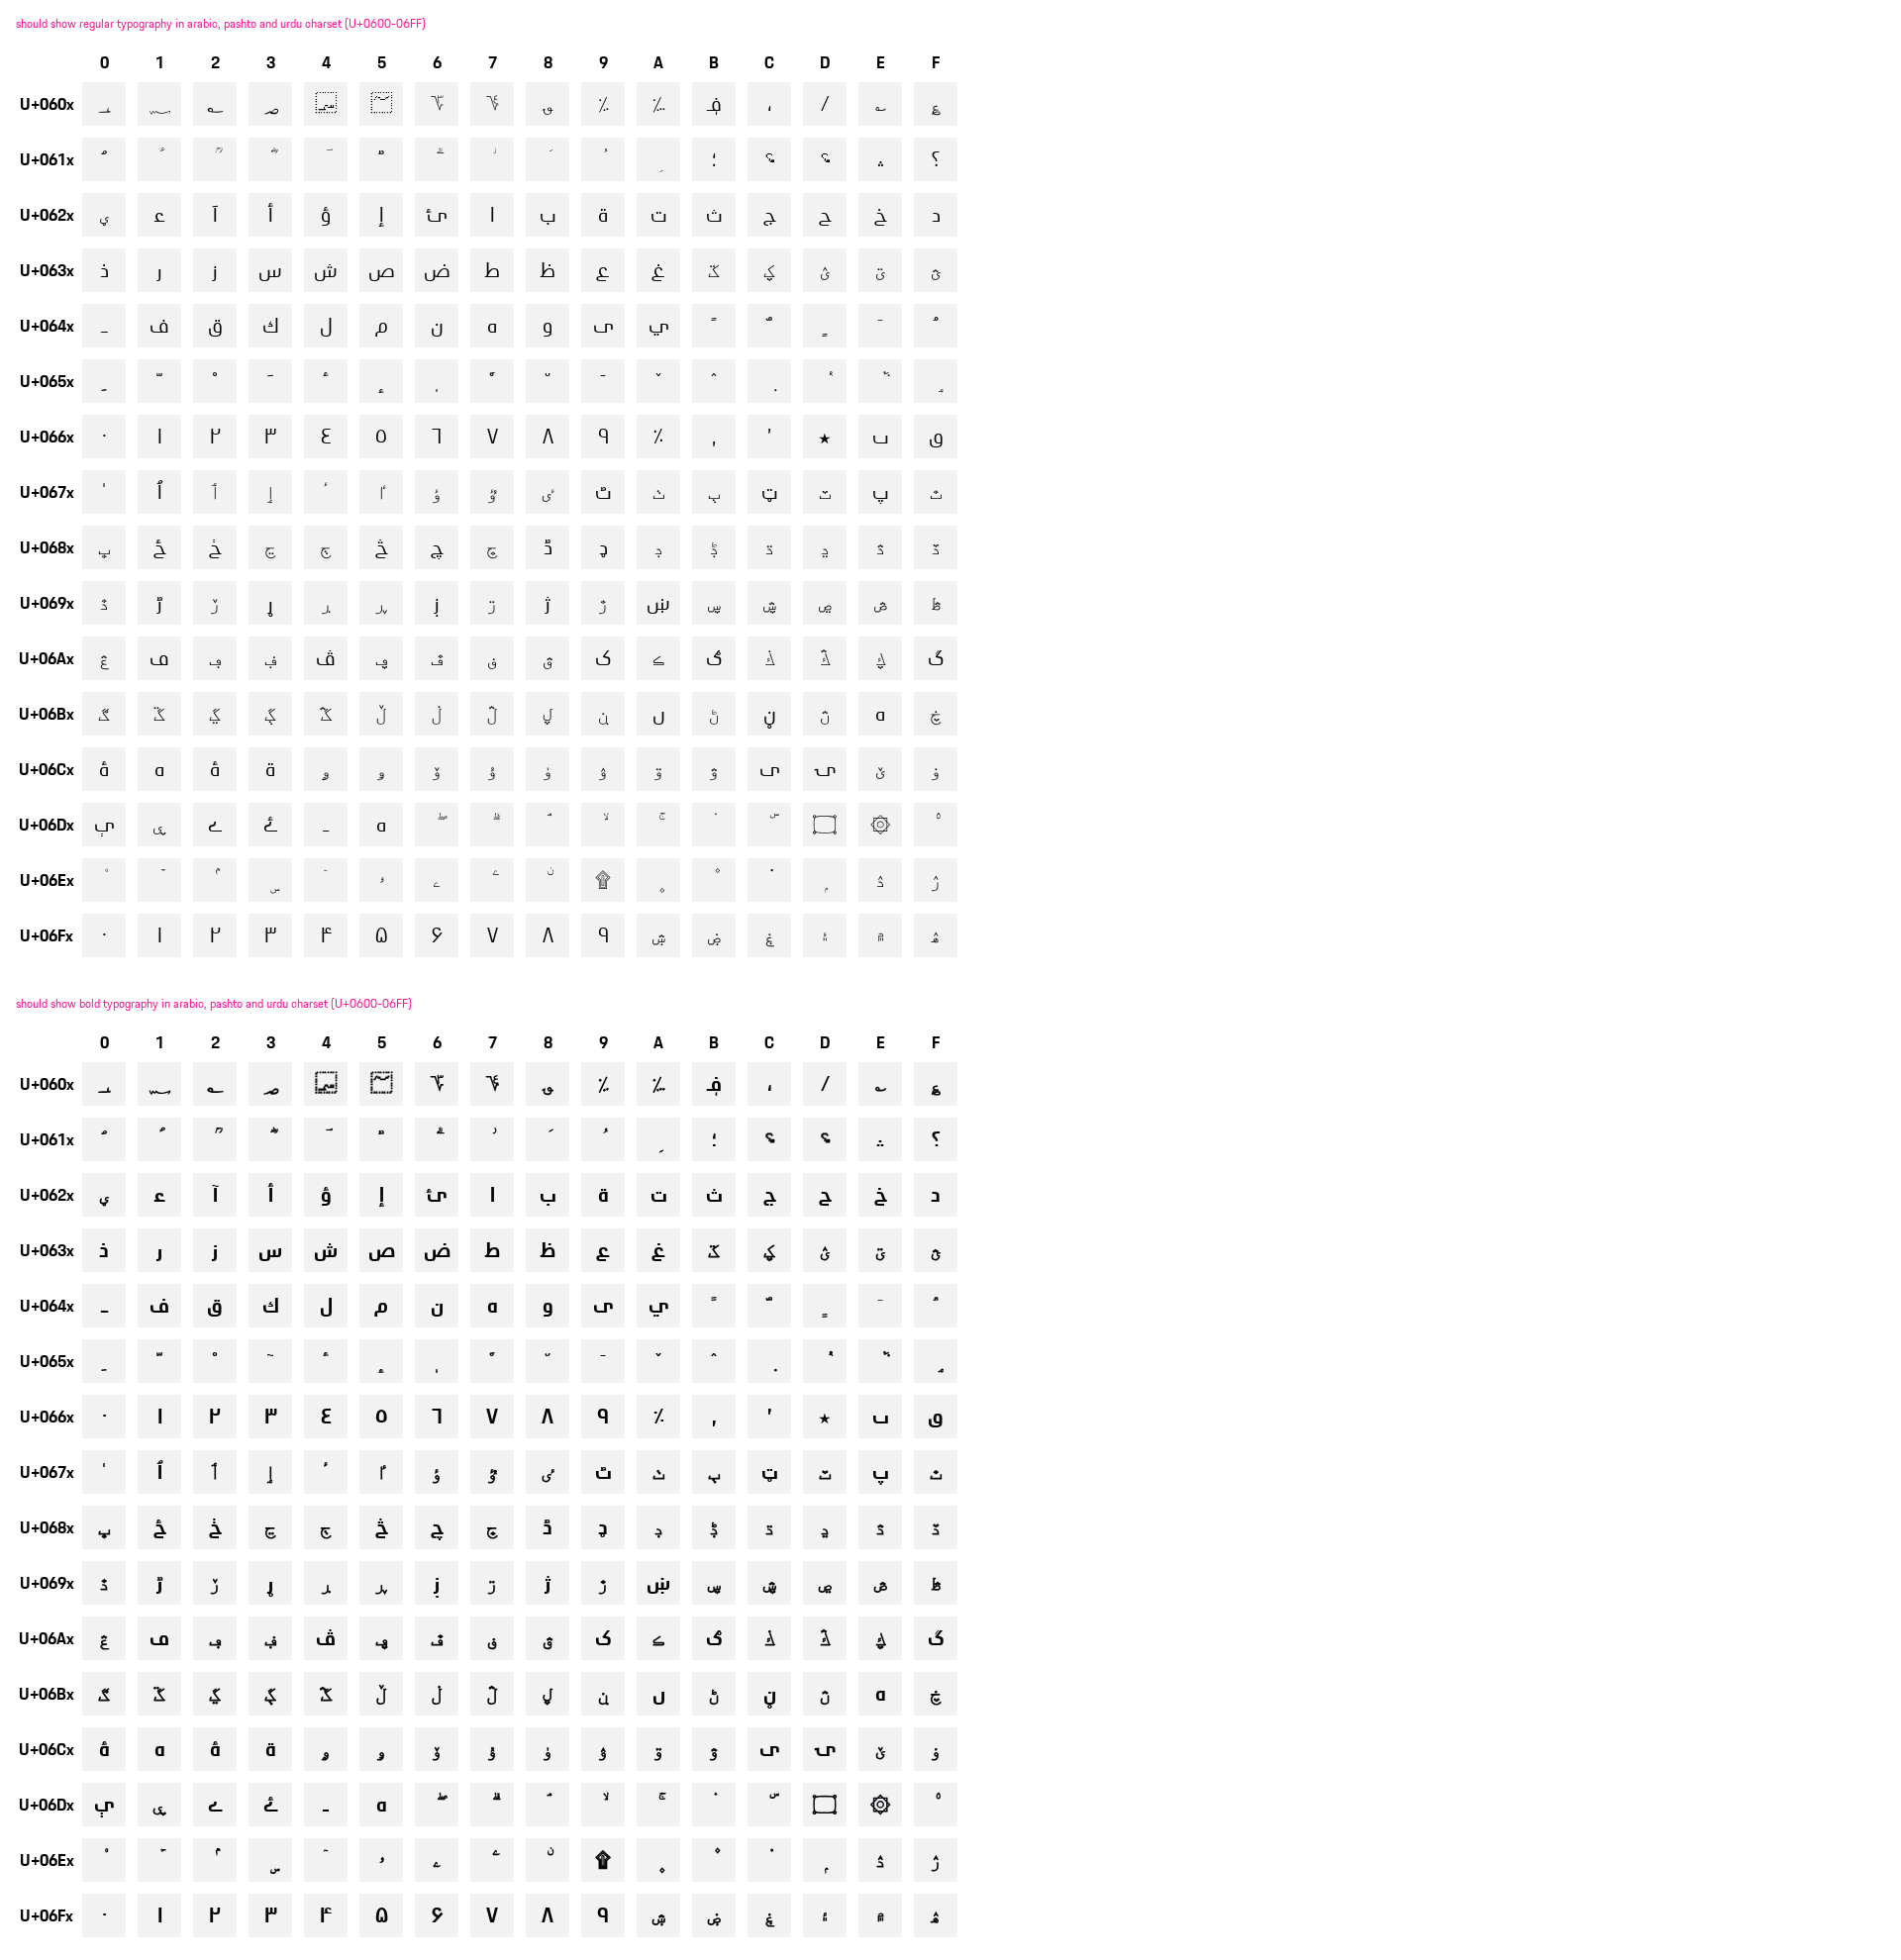 should show regular typography in arabic, pashto and urdu charset (U+0600-06FF)
0 1 2 3 4 5 6 7 8 9 A B C D E F
U+060x ؀ ؁ ؂ ؃ ؄ ؅ ؆ ؇ ؈ ؉ ؊ ؋ ، ؍ ؎ ؏
U+061x ؐ ؑ ؒ ؓ ؔ ؕ ؖ ؗ ؘ ؙ ؚ ؛ ؞ ؟
U+062x ؠ ء آ أ ؤ إ ئ ا ب ة ت ث ج ح خ د
U+063x ذ ر ز س ش ص ض ط ظ ع غ ػ ؼ ؽ ؾ ؿ
U+064x ـ ف ق ك ل م ن ه و ى ي ً ٌ ٍ َ ُ
U+065x ِ ّ ْ ٓ ٔ ٕ ٖ ٗ ٘ ٙ ٚ ٛ ٜ ٝ ٞ ٟ
U+066x ٠ ١ ٢ ٣ ٤ ٥ ٦ ٧ ٨ ٩ ٪ ٫ ٬ ٭ ٮ ٯ
U+067x ٰ ٱ ٲ ٳ ٴ ٵ ٶ ٷ ٸ ٹ ٺ ٻ ټ ٽ پ ٿ
U+068x ڀ ځ ڂ ڃ ڄ څ چ ڇ ڈ ډ ڊ ڋ ڌ ڍ ڎ ڏ
U+069x ڐ ڑ ڒ ړ ڔ ڕ ږ ڗ ژ ڙ ښ ڛ ڜ ڝ ڞ ڟ
U+06Ax ڠ ڡ ڢ ڣ ڤ ڥ ڦ ڧ ڨ ک ڪ ګ ڬ ڭ ڮ گ
U+06Bx ڰ ڱ ڲ ڳ ڴ ڵ ڶ ڷ ڸ ڹ ں ڻ ڼ ڽ ھ ڿ
U+06Cx ۀ ہ ۂ ۃ ۄ ۅ ۆ ۇ ۈ ۉ ۊ ۋ ی ۍ ێ ۏ
U+06Dx ې ۑ ے ۓ ۔ ە ۖ ۗ ۘ ۙ ۚ ۛ ۜ ۝ ۞ ۟
U+06Ex ۠ ۡ ۢ ۣ ۤ ۥ ۦ ۧ ۨ ۩ ۪ ۫ ۬ ۭ ۮ ۯ
U+06Fx ۰ ۱ ۲ ۳ ۴ ۵ ۶ ۷ ۸ ۹ ۺ ۻ ۼ ۽ ۾ ۿ
should show bold typography in arabic, pashto and urdu charset (U+0600-06FF)
0 1 2 3 4 5 6 7 8 9 A B C D E F
U+060x ؀ ؁ ؂ ؃ ؄ ؅ ؆ ؇ ؈ ؉ ؊ ؋ ، ؍ ؎ ؏
U+061x ؐ ؑ ؒ ؓ ؔ ؕ ؖ ؗ ؘ ؙ ؚ ؛ ؞ ؟
U+062x ؠ ء آ أ ؤ إ ئ ا ب ة ت ث ج ح خ د
U+063x ذ ر ز س ش ص ض ط ظ ع غ ػ ؼ ؽ ؾ ؿ
U+064x ـ ف ق ك ل م ن ه و ى ي ً ٌ ٍ َ ُ
U+065x ِ ّ ْ ٓ ٔ ٕ ٖ ٗ ٘ ٙ ٚ ٛ ٜ ٝ ٞ ٟ
U+066x ٠ ١ ٢ ٣ ٤ ٥ ٦ ٧ ٨ ٩ ٪ ٫ ٬ ٭ ٮ ٯ
U+067x ٰ ٱ ٲ ٳ ٴ ٵ ٶ ٷ ٸ ٹ ٺ ٻ ټ ٽ پ ٿ
U+068x ڀ ځ ڂ ڃ ڄ څ چ ڇ ڈ ډ ڊ ڋ ڌ ڍ ڎ ڏ
U+069x ڐ ڑ ڒ ړ ڔ ڕ ږ ڗ ژ ڙ ښ ڛ ڜ ڝ ڞ ڟ
U+06Ax ڠ ڡ ڢ ڣ ڤ ڥ ڦ ڧ ڨ ک ڪ ګ ڬ ڭ ڮ گ
U+06Bx ڰ ڱ ڲ ڳ ڴ ڵ ڶ ڷ ڸ ڹ ں ڻ ڼ ڽ ھ ڿ
U+06Cx ۀ ہ ۂ ۃ ۄ ۅ ۆ ۇ ۈ ۉ ۊ ۋ ی ۍ ێ ۏ
U+06Dx ې ۑ ے ۓ ۔ ە ۖ ۗ ۘ ۙ ۚ ۛ ۜ ۝ ۞ ۟
U+06Ex ۠ ۡ ۢ ۣ ۤ ۥ ۦ ۧ ۨ ۩ ۪ ۫ ۬ ۭ ۮ ۯ
U+06Fx ۰ ۱ ۲ ۳ ۴ ۵ ۶ ۷ ۸ ۹ ۺ ۻ ۼ ۽ ۾ ۿ